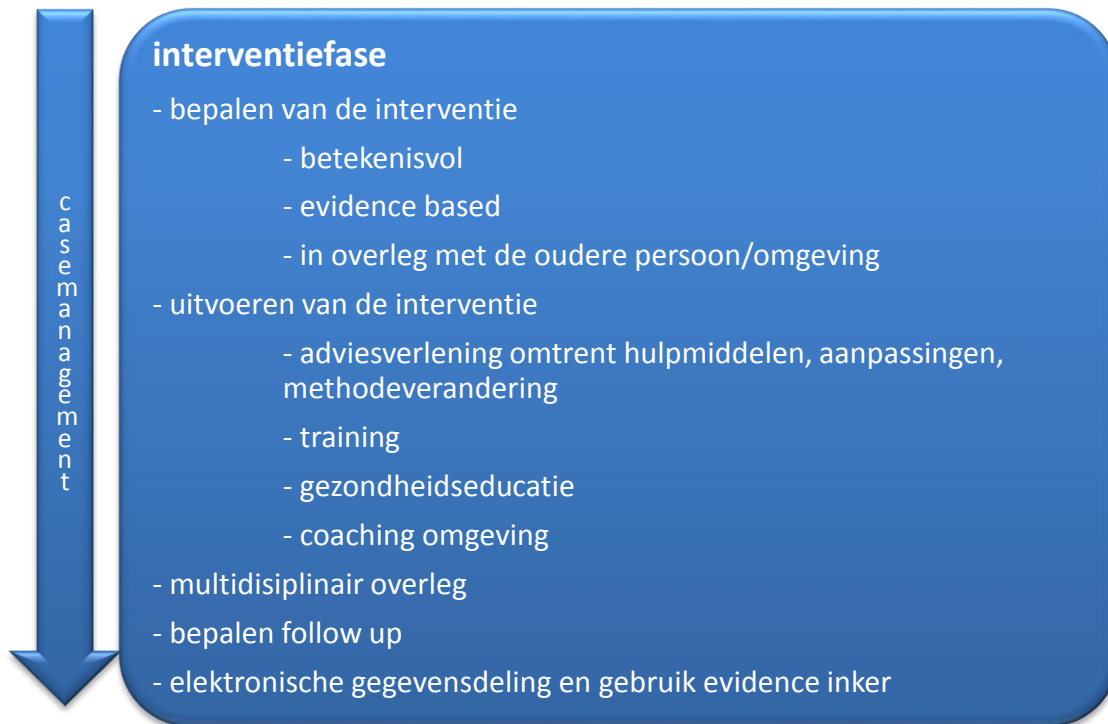 casemanagement
interventiefase
- bepalen van de interventie
- betekenisvol
- evidence based
- in overleg met de oudere persoon/omgeving
- uitvoeren van de interventie
- adviesverlening omtrent hulpmiddelen, aanpassingen,
methodeverandering
- training
- gezondheidseducatie
- coaching omgeving
- multidisiplinair overleg
- bepalen follow up
- elektronische gegevensdeling en gebruik evidence inker